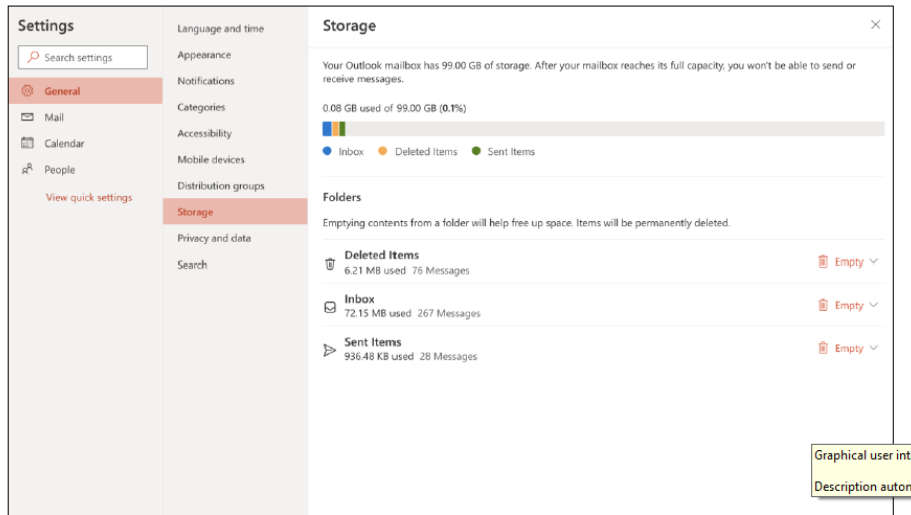 Settings
Search settings
General
Mail
Calendar
People
View quick settings
Language and time
Appearance
Notifications
Categories
Accessibility
Mobile devices
Distribution groups
Storage
Privacy and data
Search
Storage
Your Outlook mailbox has 99.00 GB of storage. After your mailbox reaches its full capacity, you won't be able to send or
receive messages.
0.08 GB used of 99.00 GB (0.1%)
Inbox Deleted Items Sent Items
Folders
Emptying contents from a folder will help free up space. Items will be permanently deleted.
Deleted Items
6.21 MB used 76 Messages
Empty
Inbox
72.15 MB used 267 Messages
Empty
Sent Items
936.48 KB used 28 Messages
Empty
Graphical user int
Description auton